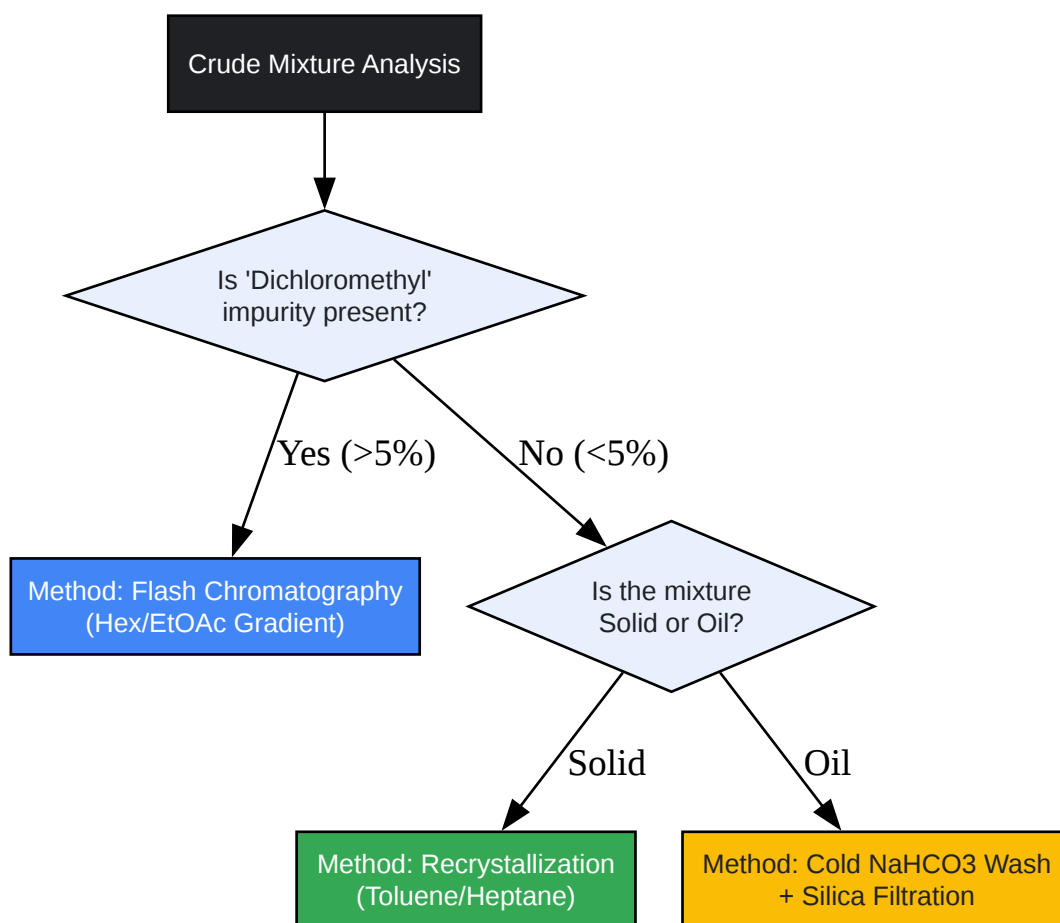 Crude Mixture Analysis
Is 'Dichloromethyl'
impurity present?
Yes (>5%)
No (<5%)
Method: Flash Chromatography
(Hex/EtOAc Gradient)
Is the mixture
Solid or Oil?
Solid
Oil
Method: Recrystallization
(Toluene/Heptane)
Method: Cold NaHCO3 Wash
+ Silica Filtration